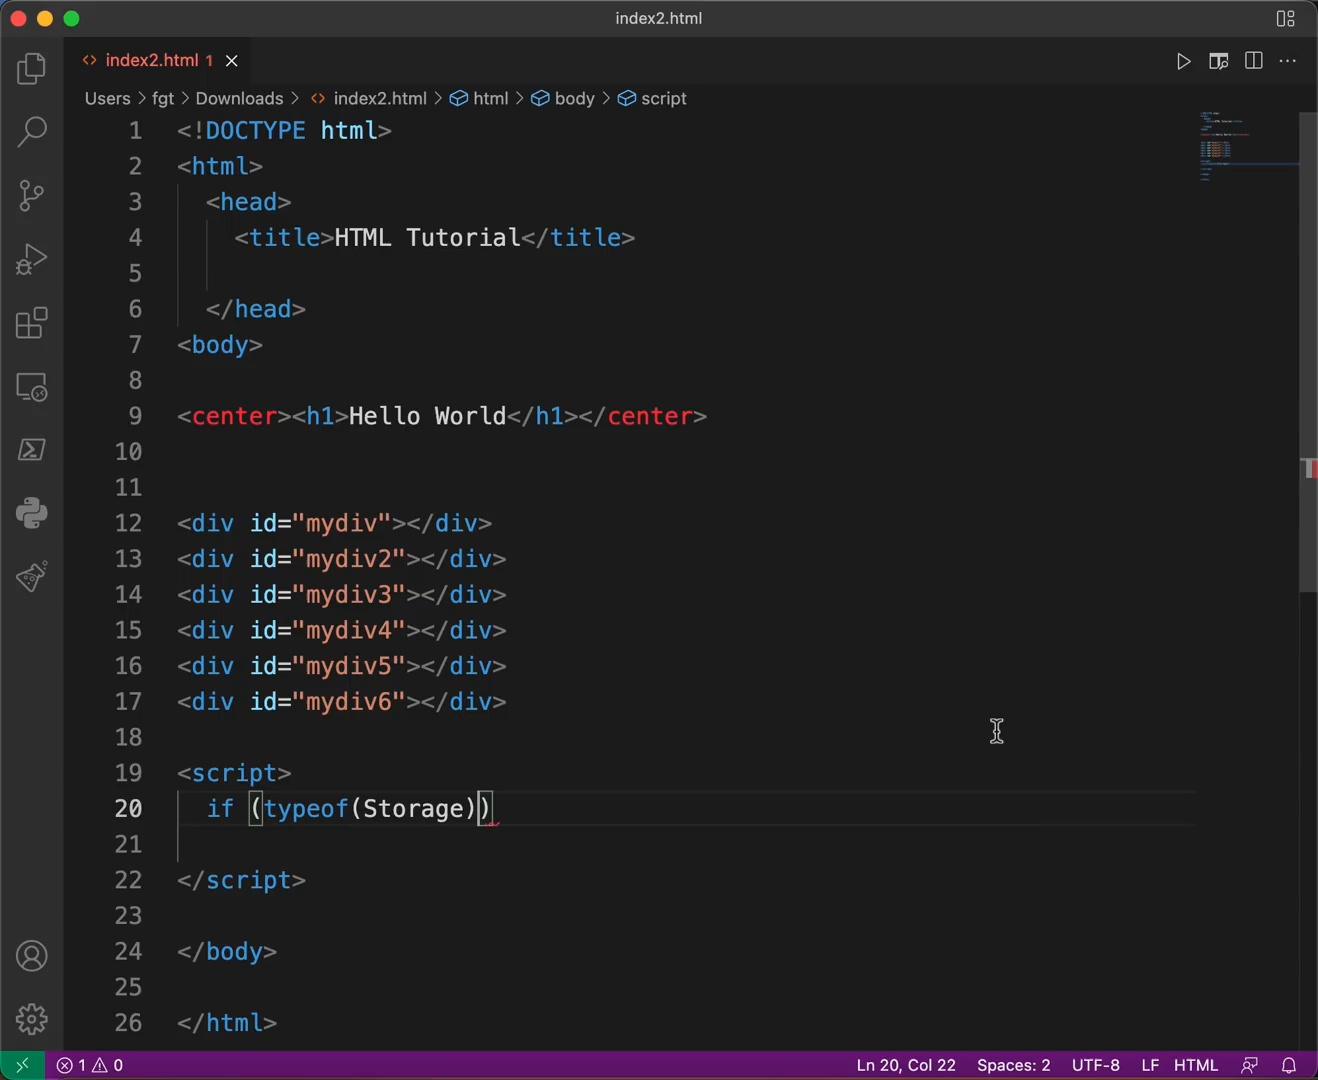 index2.html
index2.html 1
Users > fgt > Downloads > index2.html > html > body > script
1 <!DOCTYPE html>
2 <html>
3 <head>
4 <title>HTML Tutorial</title>
5
6 </head>
7 <body>
8
9 <center><h1>Hello World</h1></center>
10
11
12 <div id="mydiv"></div>
13 <div id="mydiv2"></div>
14 <div id="mydiv3"></div>
15 <div id="mydiv4"></div>
16 <div id="mydiv5"></div>
17 <div id="mydiv6"></div>
18
19 <script>
20 if (typeof(Storage))
21
22 </script>
23
24 </body>
25
26 </html>
1 0 Ln 20, Col 22 Spaces: 2 UTF-8 LF HTML